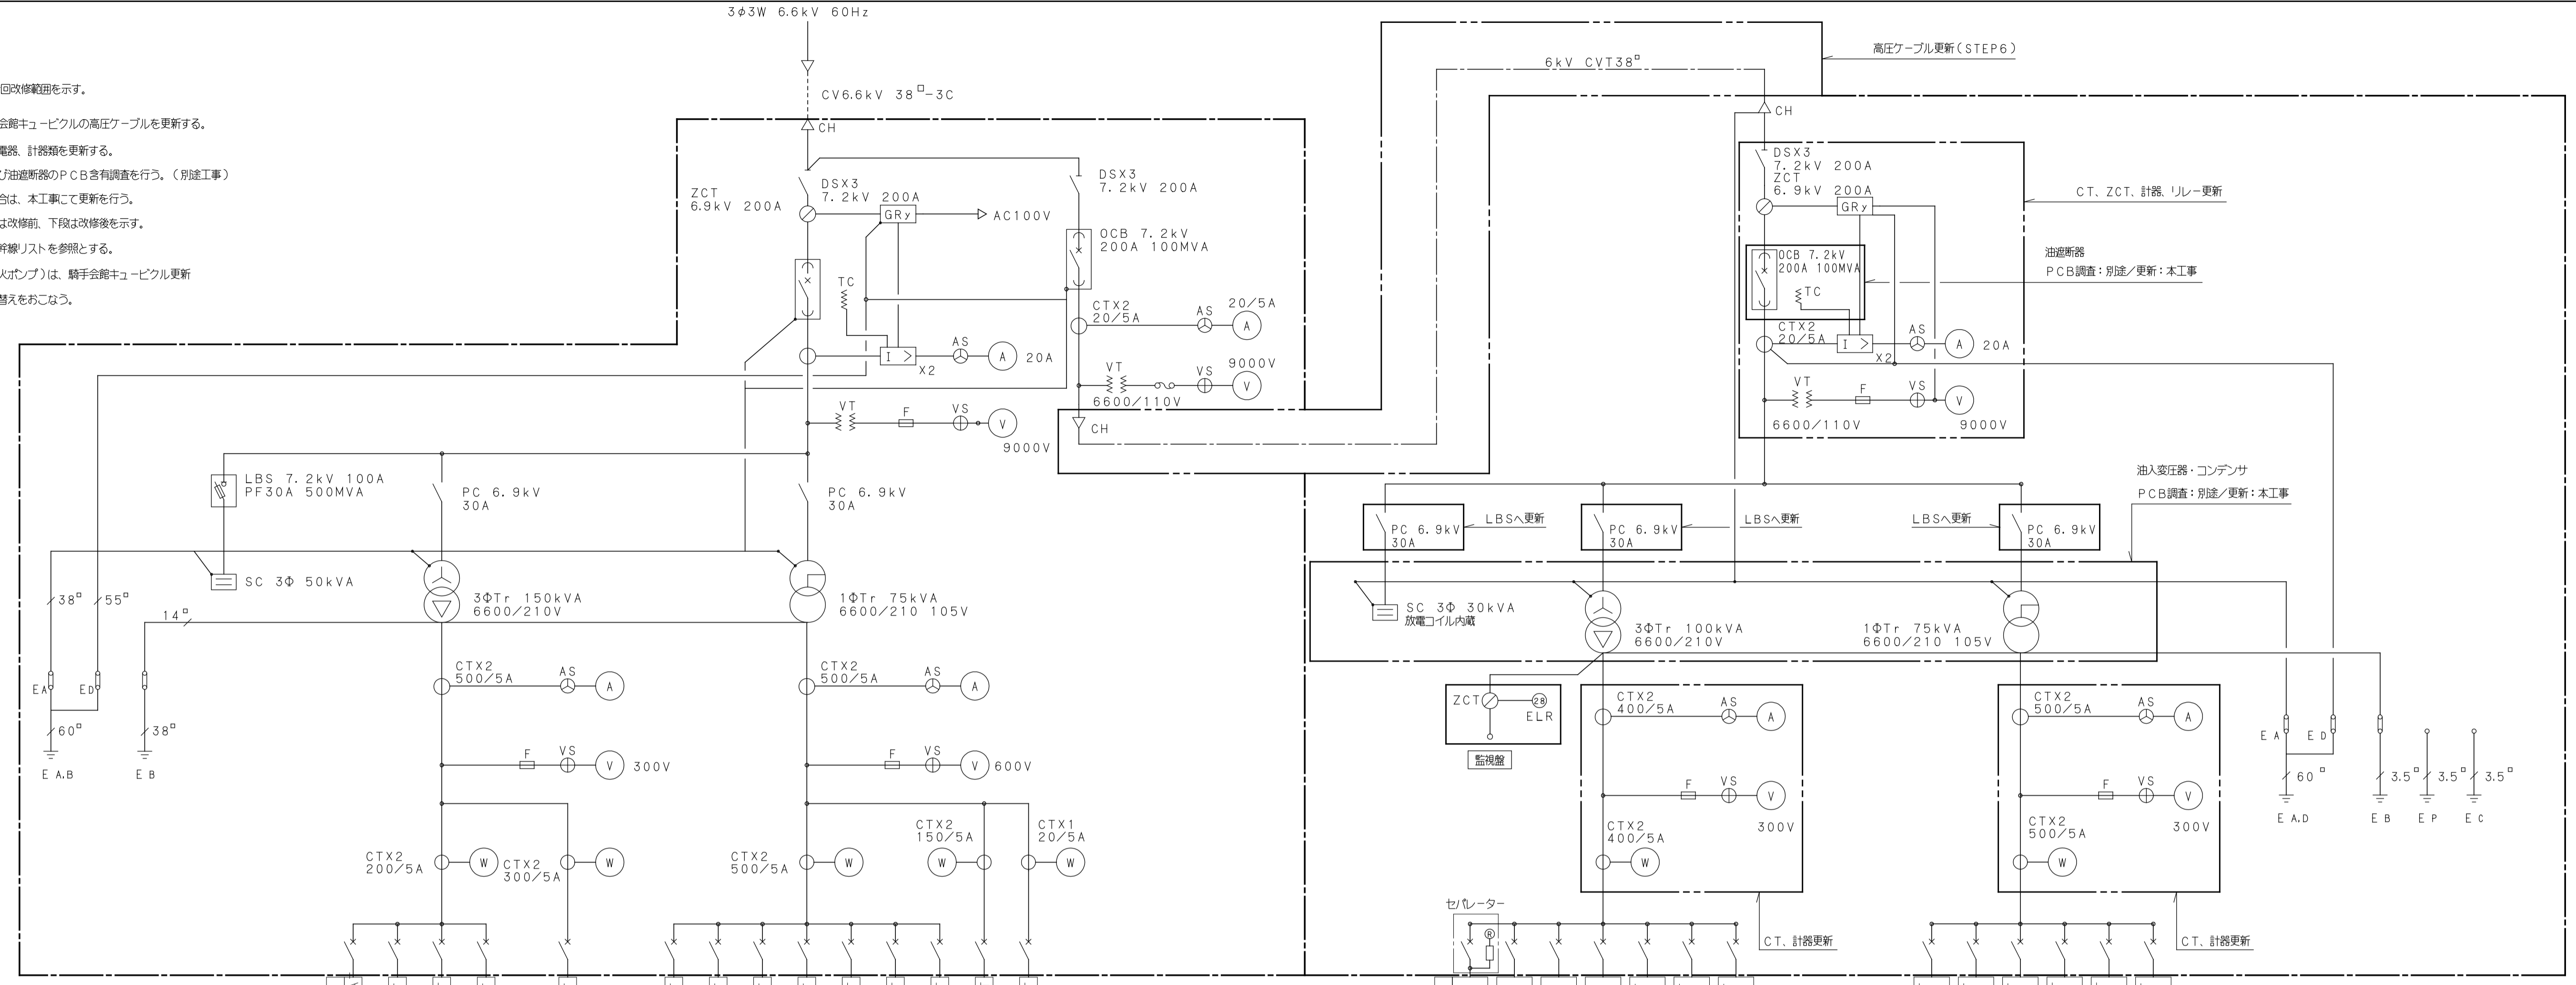 3φ3W 6.6kV 60Hz
CV6.6kV 38□-3C
CH
回改修範囲を示す。
会館キュービクルの高圧ケーブルを更新する。
電器、計器類を更新する。
び油遮断器のPCB含有調査を行う。(別途工事)
合は、本工事にて更新を行う。
は改修前、下段は改修後を示す。
幹線リストを参照とする。
火ポンプ)は、騎手会館キュービクル更新
替えをおこなう。
ZCT
6.9kV 200A
DSX3
7.2kV 200A
GRy
AC100V
DSX3
7.2kV 200A
OCB 7.2kV
200A 100MVA
TC
CTX2
20/5A
AS
20/5A
A
I >
X2
AS
A
20A
VT
6600/110V
VS
9000V
V
VT
F
VS
V
9000V
CH
LBS 7.2kV 100A
PF30A 500MVA
PC 6.9kV
30A
PC 6.9kV
30A
SC 3Φ 50kVA
3ΦTr 150kVA
6600/210V
1ΦTr 75kVA
6600/210 105V
38□
55□
14□
EA
ED
60□
38□
E A.B
E B
CTX2
500/5A
AS
A
CTX2
500/5A
AS
A
F
VS
V
300V
F
VS
V
600V
CTX2
200/5A
W
CTX2
300/5A
W
CTX2
500/5A
W
CTX2
150/5A
W
CTX1
20/5A
W
6kV CVT38□
高圧ケーブル更新(STEP6)
CH
DSX3
7.2kV 200A
ZCT
6.9kV 200A
GRy
CT、ZCT、計器、リレー更新
OCB 7.2kV
200A 100MVA
TC
油遮断器
PCB調査:別途/更新:本工事
CTX2
20/5A
I >
X2
AS
A
20A
VT
6600/110V
F
VS
V
9000V
油入変圧器・コンデンサ
PCB調査:別途/更新:本工事
PC 6.9kV
30A
LBSへ更新
PC 6.9kV
30A
LBSへ更新
LBSへ更新
PC 6.9kV
30A
SC 3Φ 30kVA
放電コイル内蔵
3ΦTr 100kVA
6600/210V
1ΦTr 75kVA
6600/210 105V
ZCT
28
ELR
監視盤
CTX2
400/5A
AS
A
F
VS
V
300V
CTX2
400/5A
W
CTX2
500/5A
AS
A
F
VS
V
300V
CTX2
500/5A
W
E A
E D
60□
3.5□
3.5□
3.5□
E A.D
E B
E P
E C
セパレーター
R
CT、計器更新
CT、計器更新